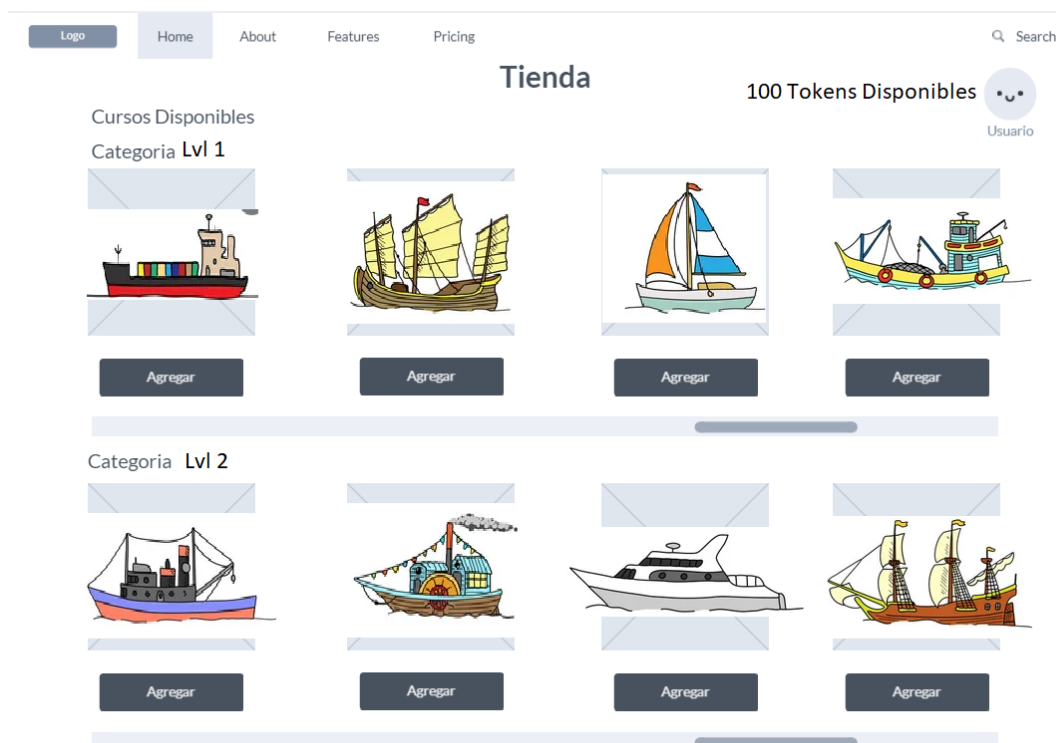 Logo Home About Features Pricing Search
Tienda
100 Tokens Disponibles
Usuario
Cursos Disponibles
Categoria Lvl 1
Agregar Agregar Agregar Agregar
Categoria Lvl 2
Agregar Agregar Agregar Agregar